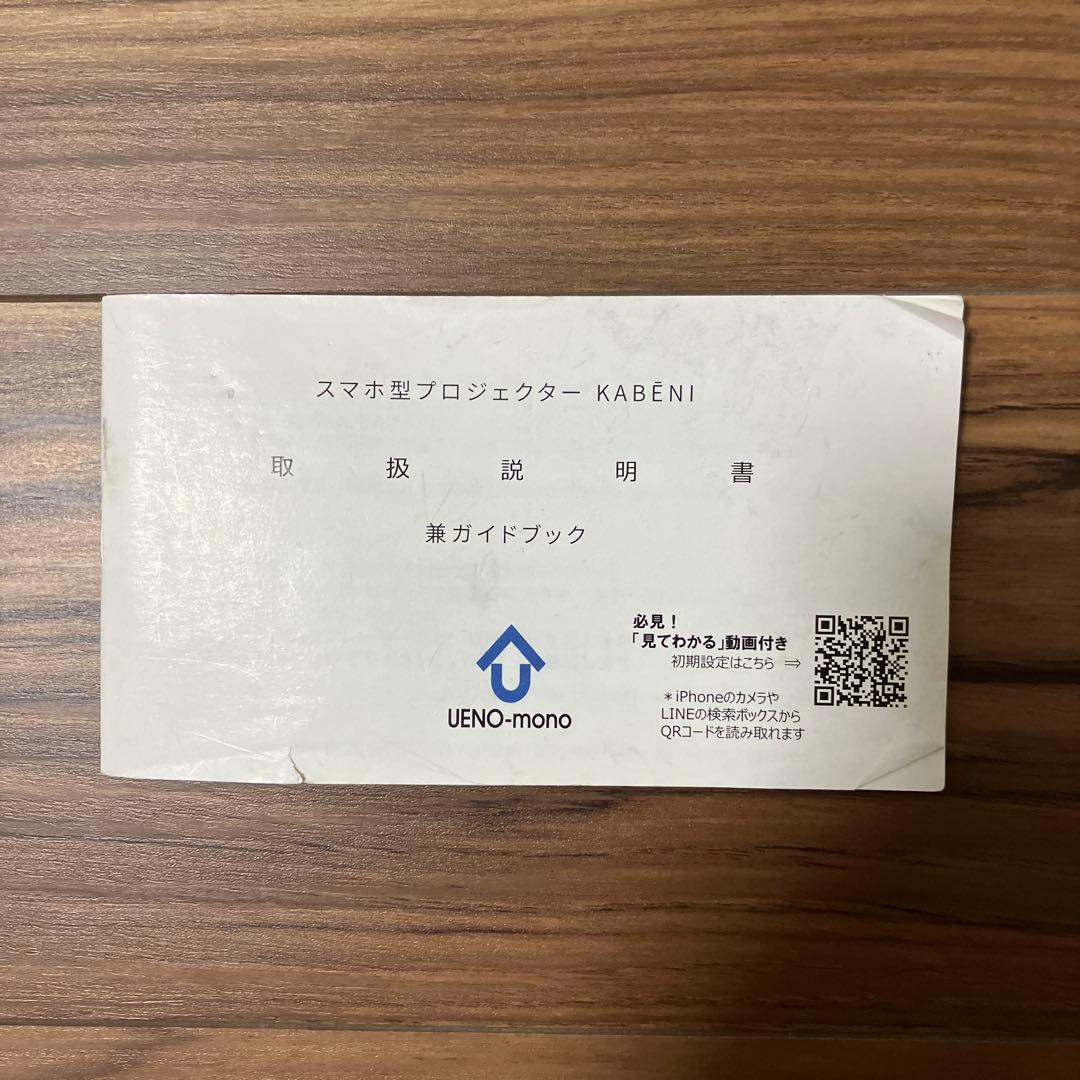 スマホ型プロジェクター KABĒNI
取扱説明書
兼ガイドブック
必見！
「見てわかる」動画付き
初期設定はこちら ⇒
＊iPhoneのカメラや
LINEの検索ボックスから
QRコードを読み取れます
UENO-mono